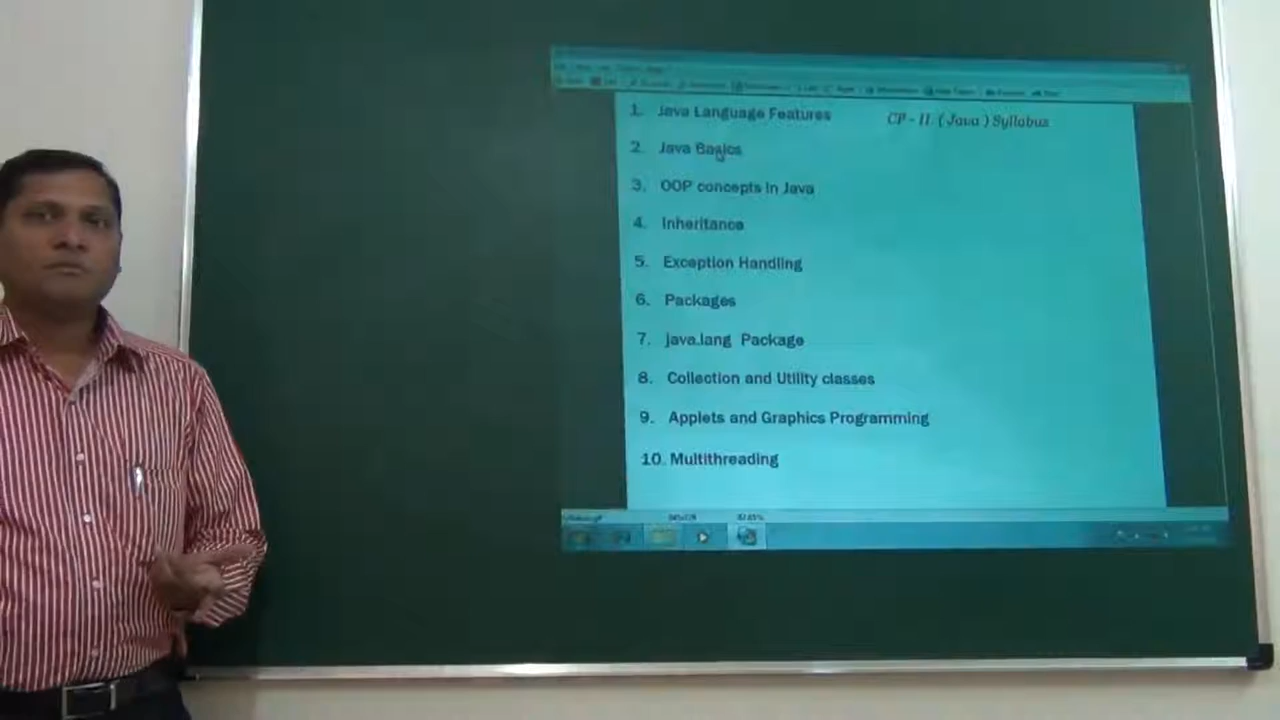 1. Java Language Features
CP - II ( Java ) Syllabus
2. Java Basics
3. OOP concepts in Java
4. Inheritance
5. Exception Handling
6. Packages
7. java.lang Package
8. Collection and Utility classes
9. Applets and Graphics Programming
10. Multithreading